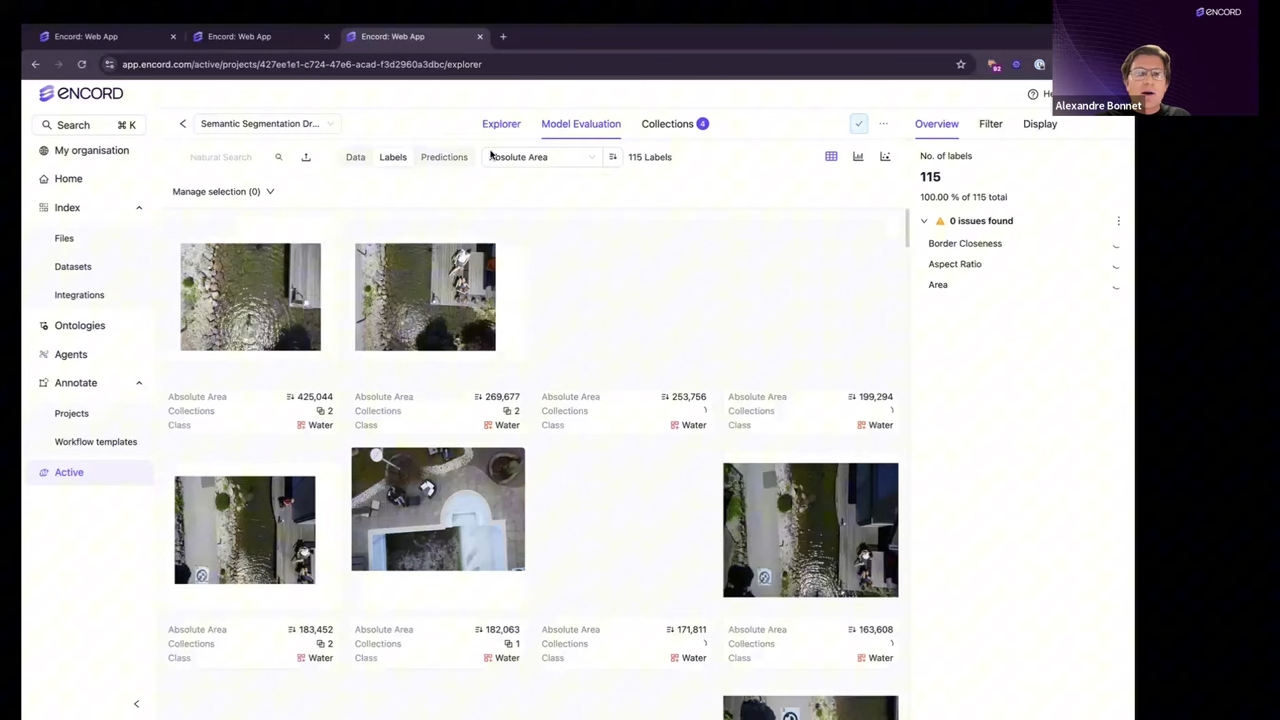 Encord: Web App
Encord: Web App
Encord: Web App
ENCORD
app.encord.com/active/projects/427ee1e1-c724-47e6-acad-f3d2960a3dbc/explorer
92
Alexandre Bonnet
ENCORD
Search ⌘ K
My organisation
Home
Index
Files
Datasets
Integrations
Ontologies
Agents
Annotate
Projects
Workflow templates
Active
Semantic Segmentation Dr...
Explorer
Model Evaluation
Collections 4
Overview
Filter
Display
Natural Search
Data
Labels
Predictions
Absolute Area
115 Labels
Manage selection (0)
Absolute Area 425,044
Collections 2
Class Water
Absolute Area 269,677
Collections 2
Class Water
Absolute Area 253,756
Collections
Class Water
Absolute Area 199,294
Collections
Class Water
Absolute Area 183,452
Collections 2
Class Water
Absolute Area 182,063
Collections 1
Class Water
Absolute Area 171,811
Collections
Class Water
Absolute Area 163,608
Collections
Class Water
No. of labels
115
100.00 % of 115 total
0 issues found
Border Closeness
Aspect Ratio
Area